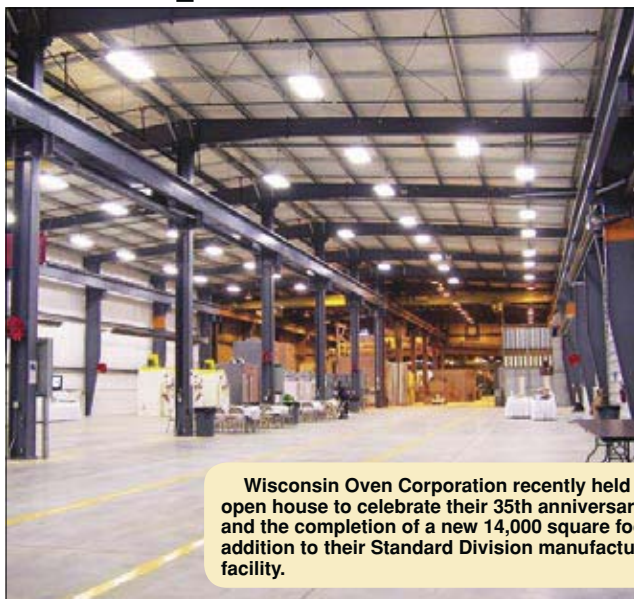 Wisconsin Oven Corporation recently held
open house to celebrate their 35th
and the completion of a new 14,000 square
addition to their Standard Division
facility.